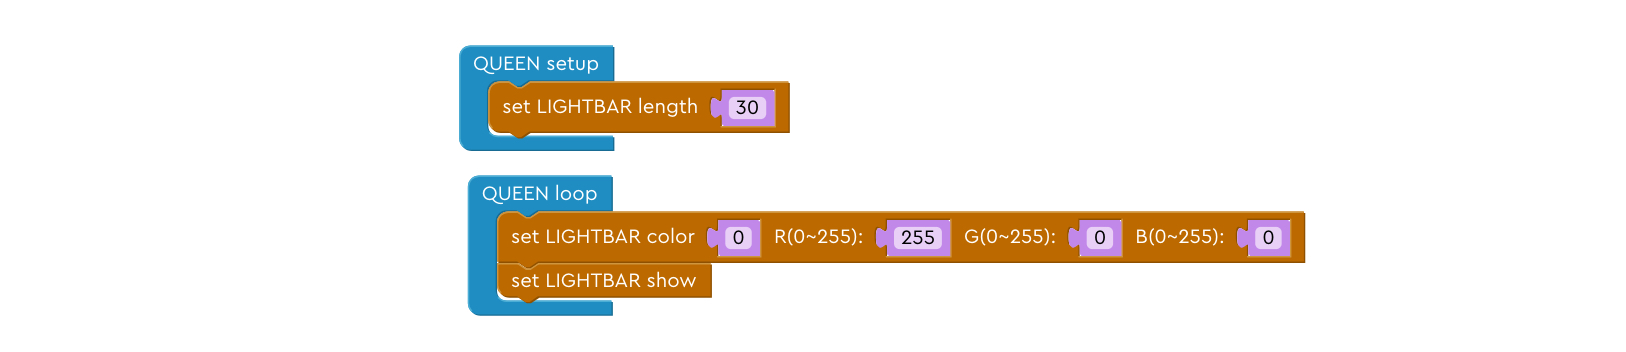 QUEEN setup
set LIGHTBAR length 30
QUEEN loop
set LIGHTBAR color 0 R(0~255): 255 G(0~255): 0 B(0~255): 0
set LIGHTBAR show